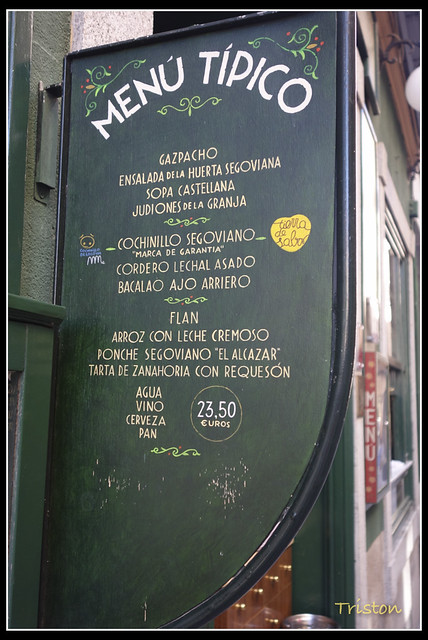 MENÚ TÍPICO
GAZPACHO
ENSALADA DE LA HUERTA SEGOVIANA
SOPA CASTELLANA
JUDIONES DE LA GRANJA
COCHINILLO SEGOVIANO
"MARCA DE GARANTIA"
tierra
de
sabor
CORDERO LECHAL ASADO
BACALAO AJO ARRIERO
FLAN
ARROZ CON LECHE CREMOSO
PONCHE SEGOVIANO "EL ALCAZAR"
TARTA DE ZANAHORIA CON REQUESÓN
AGUA
VINO
CERVEZA
PAN
23,50
EUROS
MENÚ
Triston